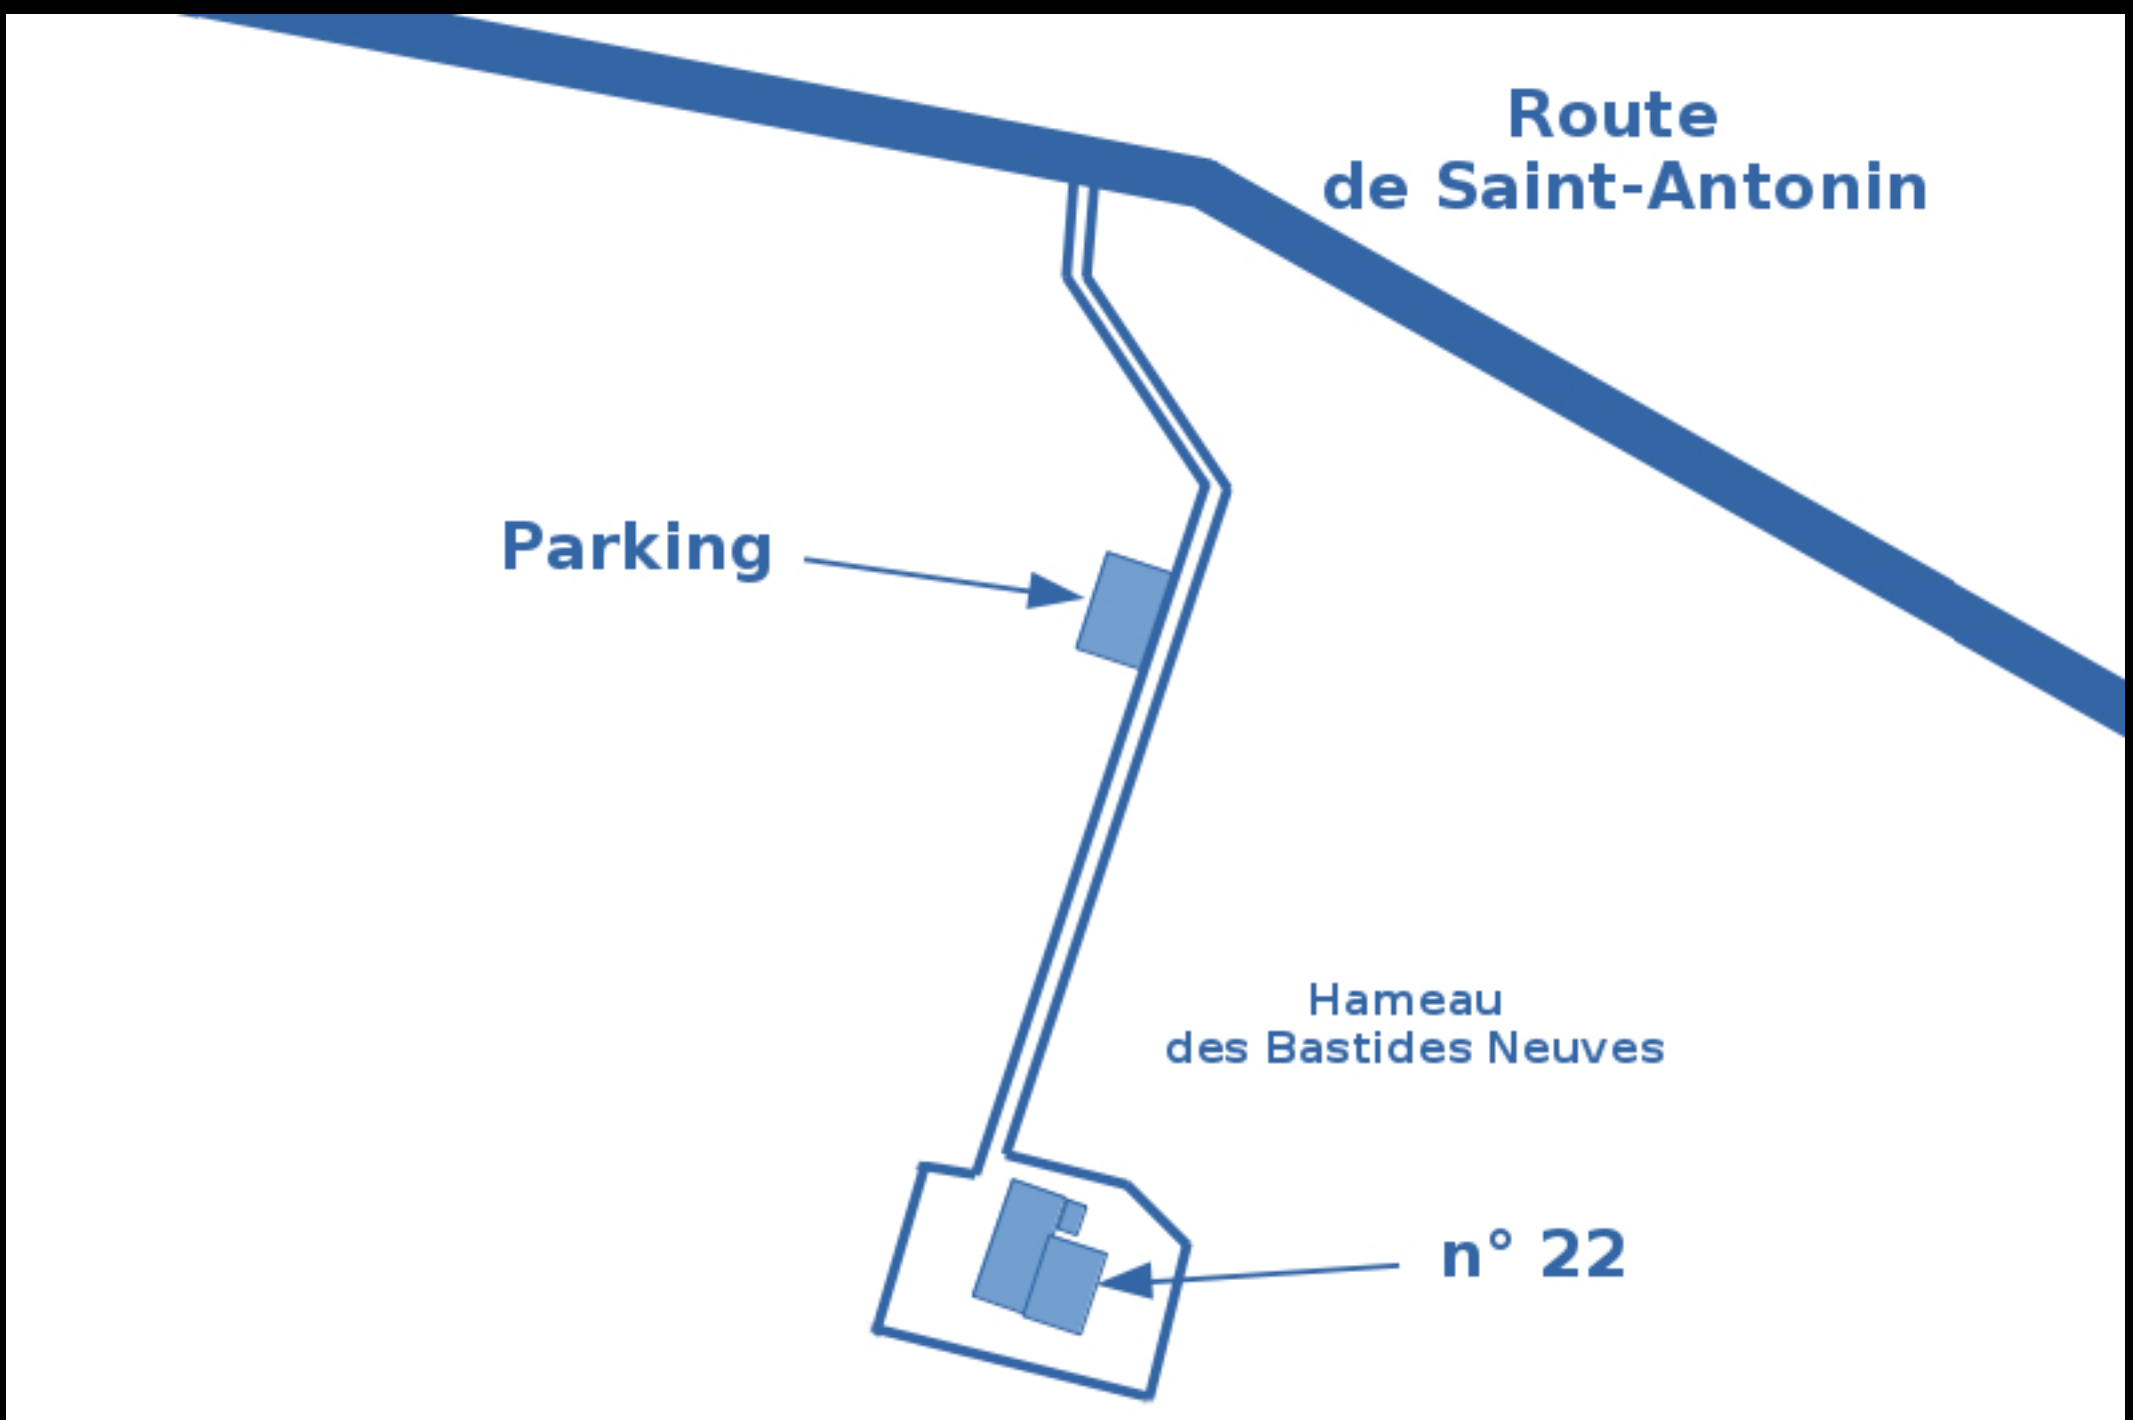 Route
de Saint-Antonin
Parking
Hameau
des Bastides Neuves
n° 22